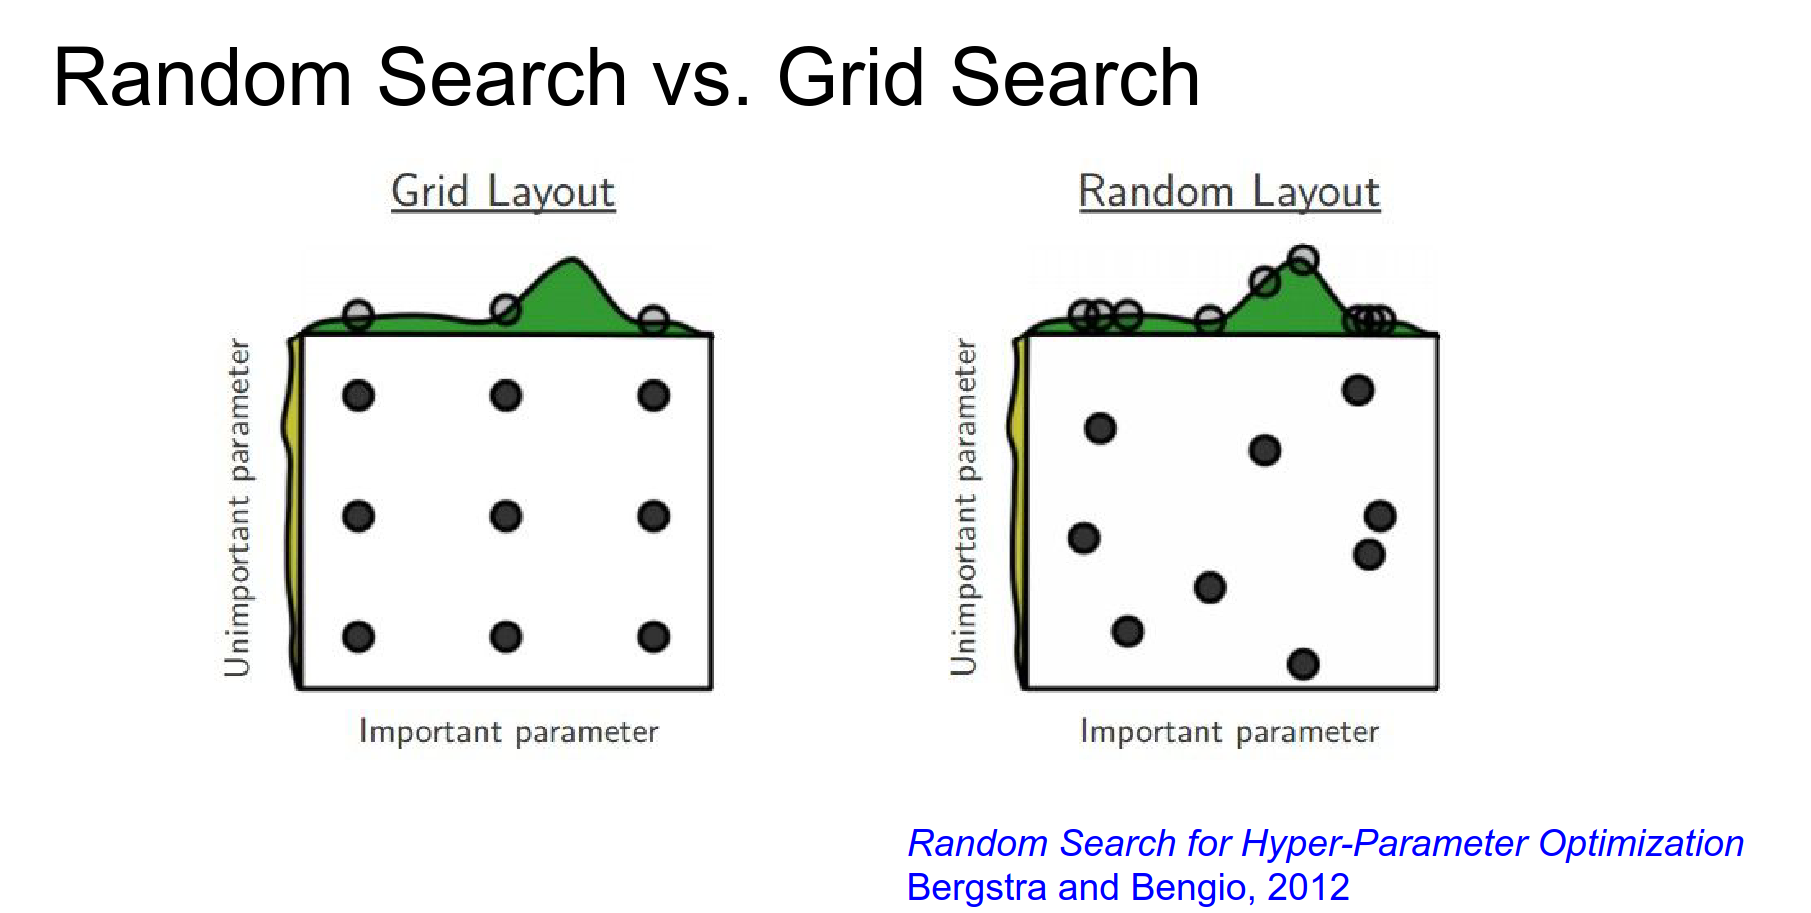 Random Search vs. Grid Search
Grid Layout
Unimportant parameter
Important parameter
Random Layout
Unimportant parameter
Important parameter
Random Search for Hyper-Parameter Optimization
Bergstra and Bengio, 2012